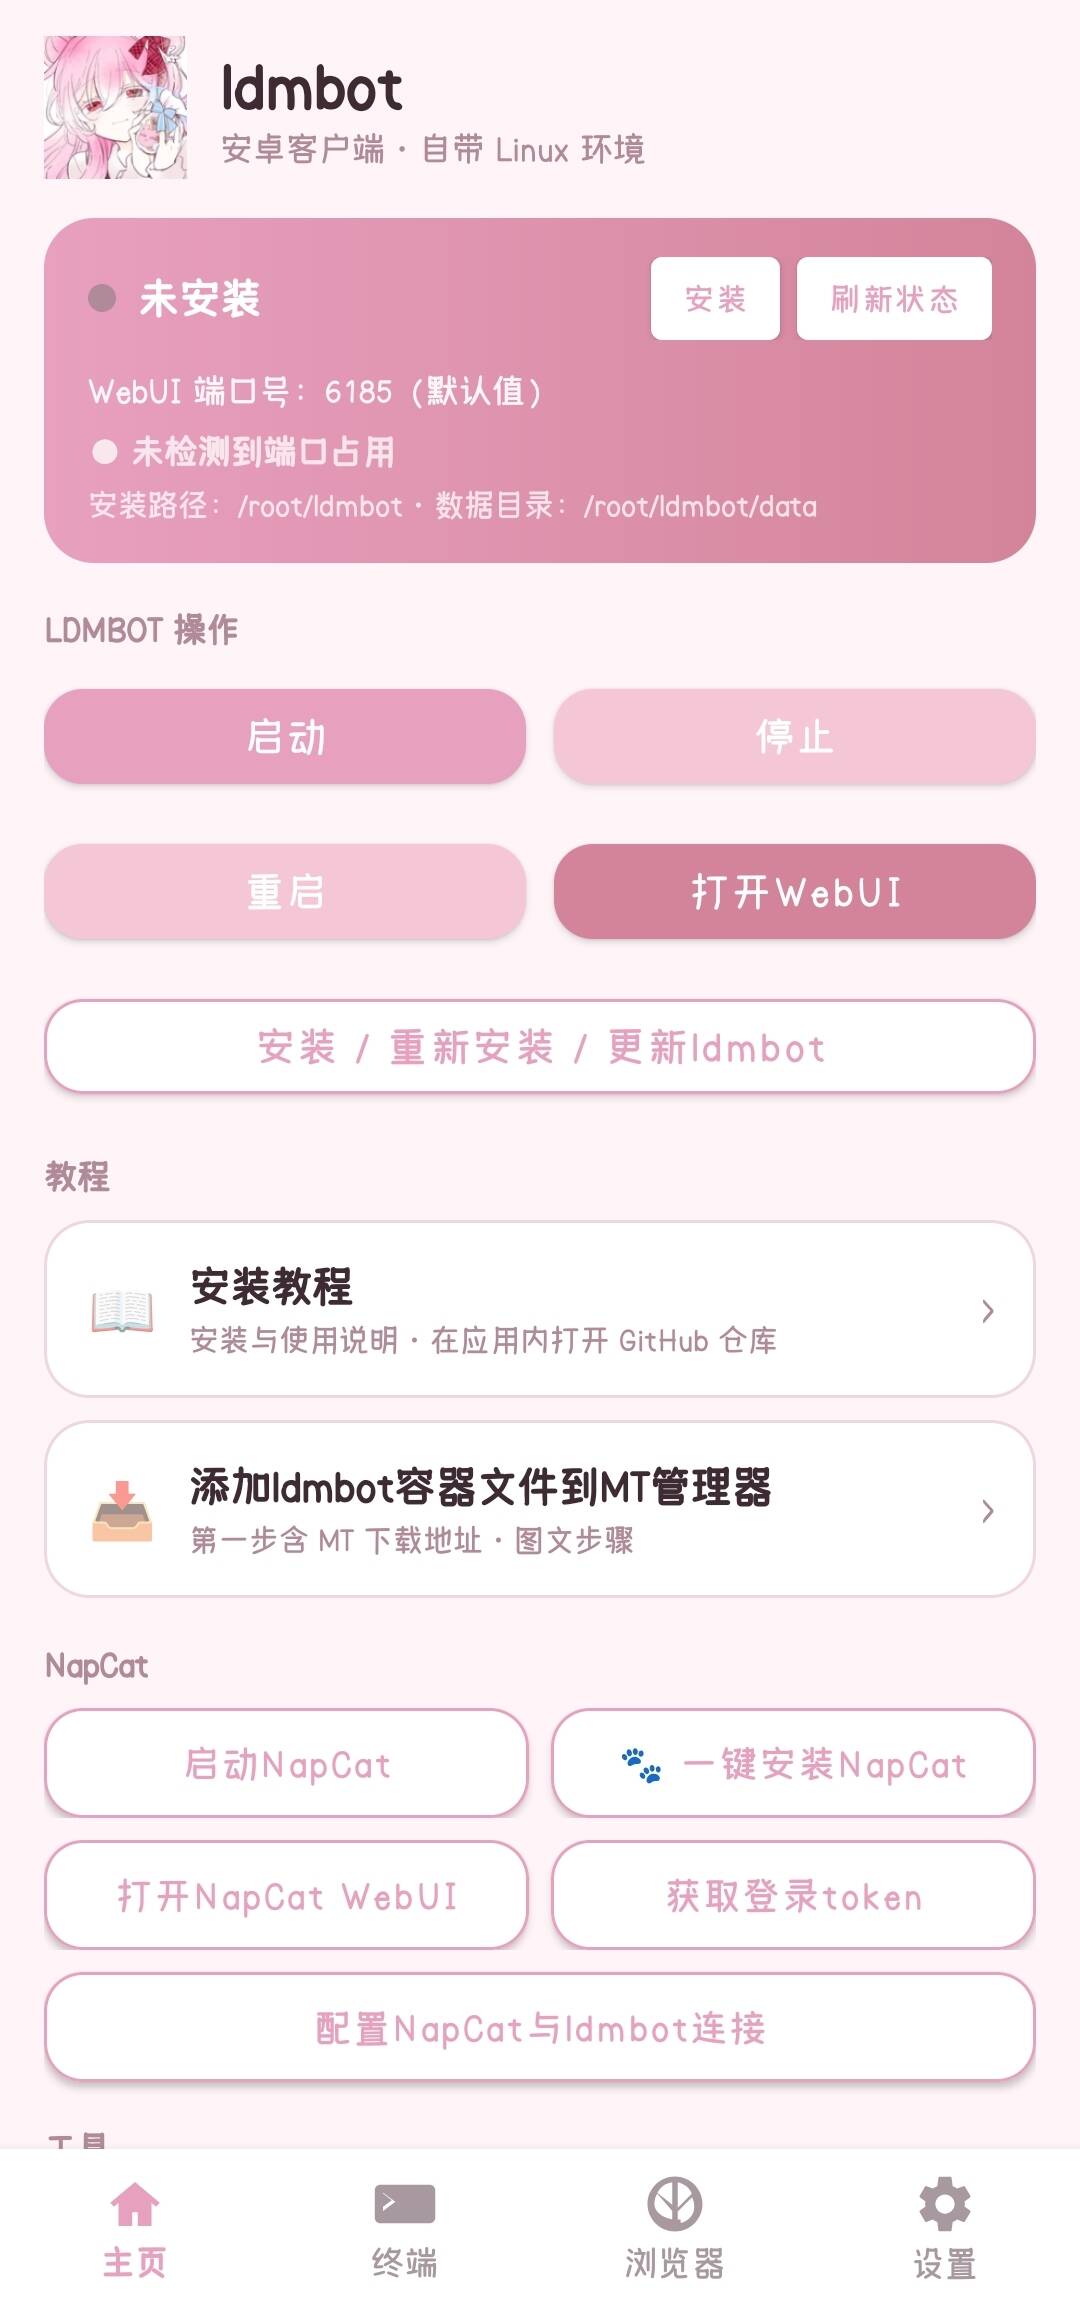 ldmbot
安卓客户端 · 自带 Linux 环境
未安装
安装
刷新状态
WebUI 端口号：6185（默认值）
未检测到端口占用
安装路径：/root/ldmbot · 数据目录：/root/ldmbot/data
LDMBOT 操作
启动
停止
重启
打开WebUI
安装 / 重新安装 / 更新ldmbot
教程
安装教程
安装与使用说明 · 在应用内打开 GitHub 仓库
添加ldmbot容器文件到MT管理器
第一步含 MT 下载地址 · 图文步骤
NapCat
启动NapCat
一键安装NapCat
打开NapCat WebUI
获取登录token
配置NapCat与ldmbot连接
工具
主页
终端
浏览器
设置